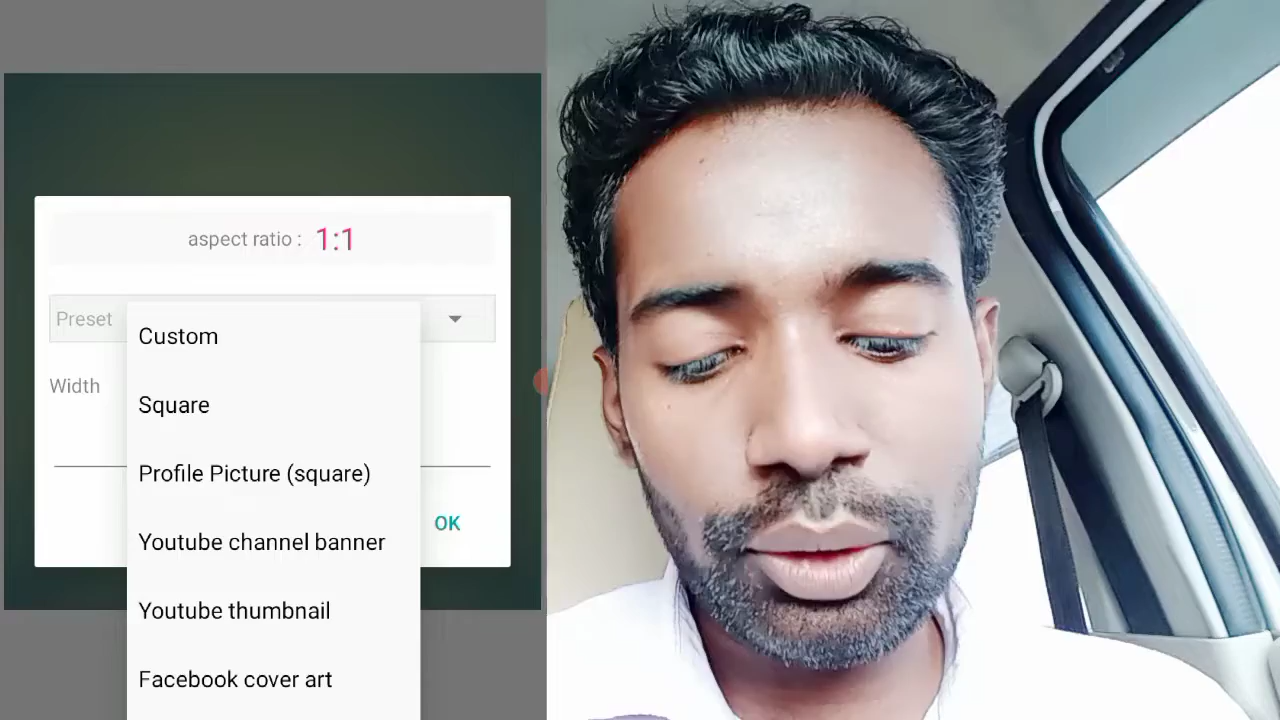 aspect ratio : 1:1
Preset
Custom
Width
Square
Profile Picture (square)
OK
Youtube channel banner
Youtube thumbnail
Facebook cover art